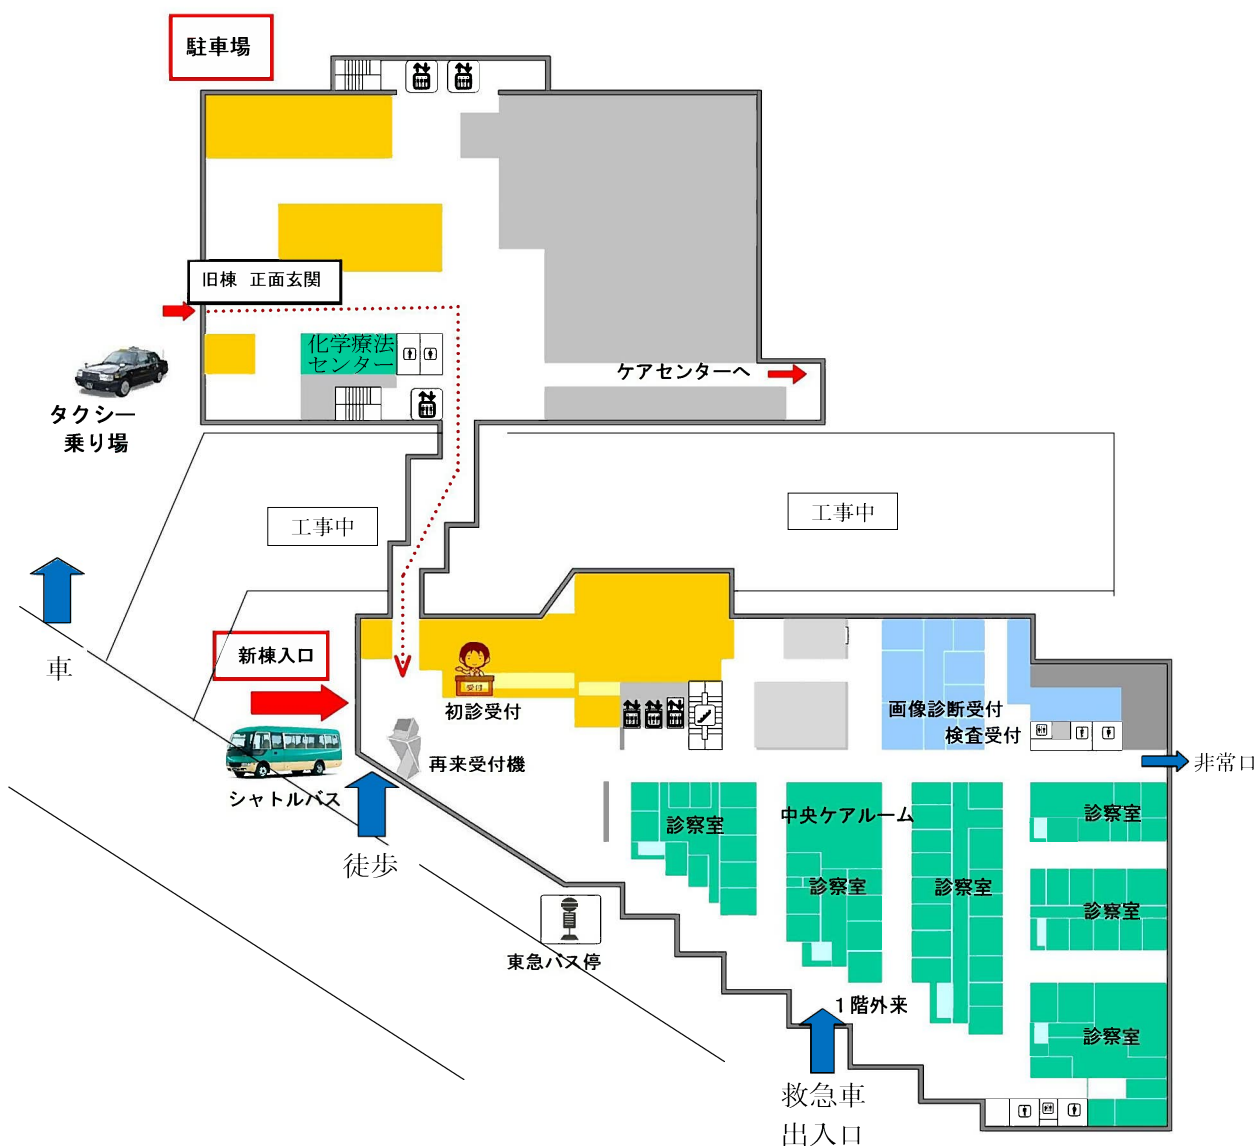 駐車場
旧棟 正面玄関
化学療法
センター
ケアセンターへ
タクシー
乗り場
工事中
工事中
車
新棟入口
受付
初診受付
画像診断受付
検査受付
再来受付機
非常口
シャトルバス
診察室
中央ケアルーム
診察室
徒歩
診察室
診察室
診察室
東急バス停
1階外来
診察室
救急車
出入口